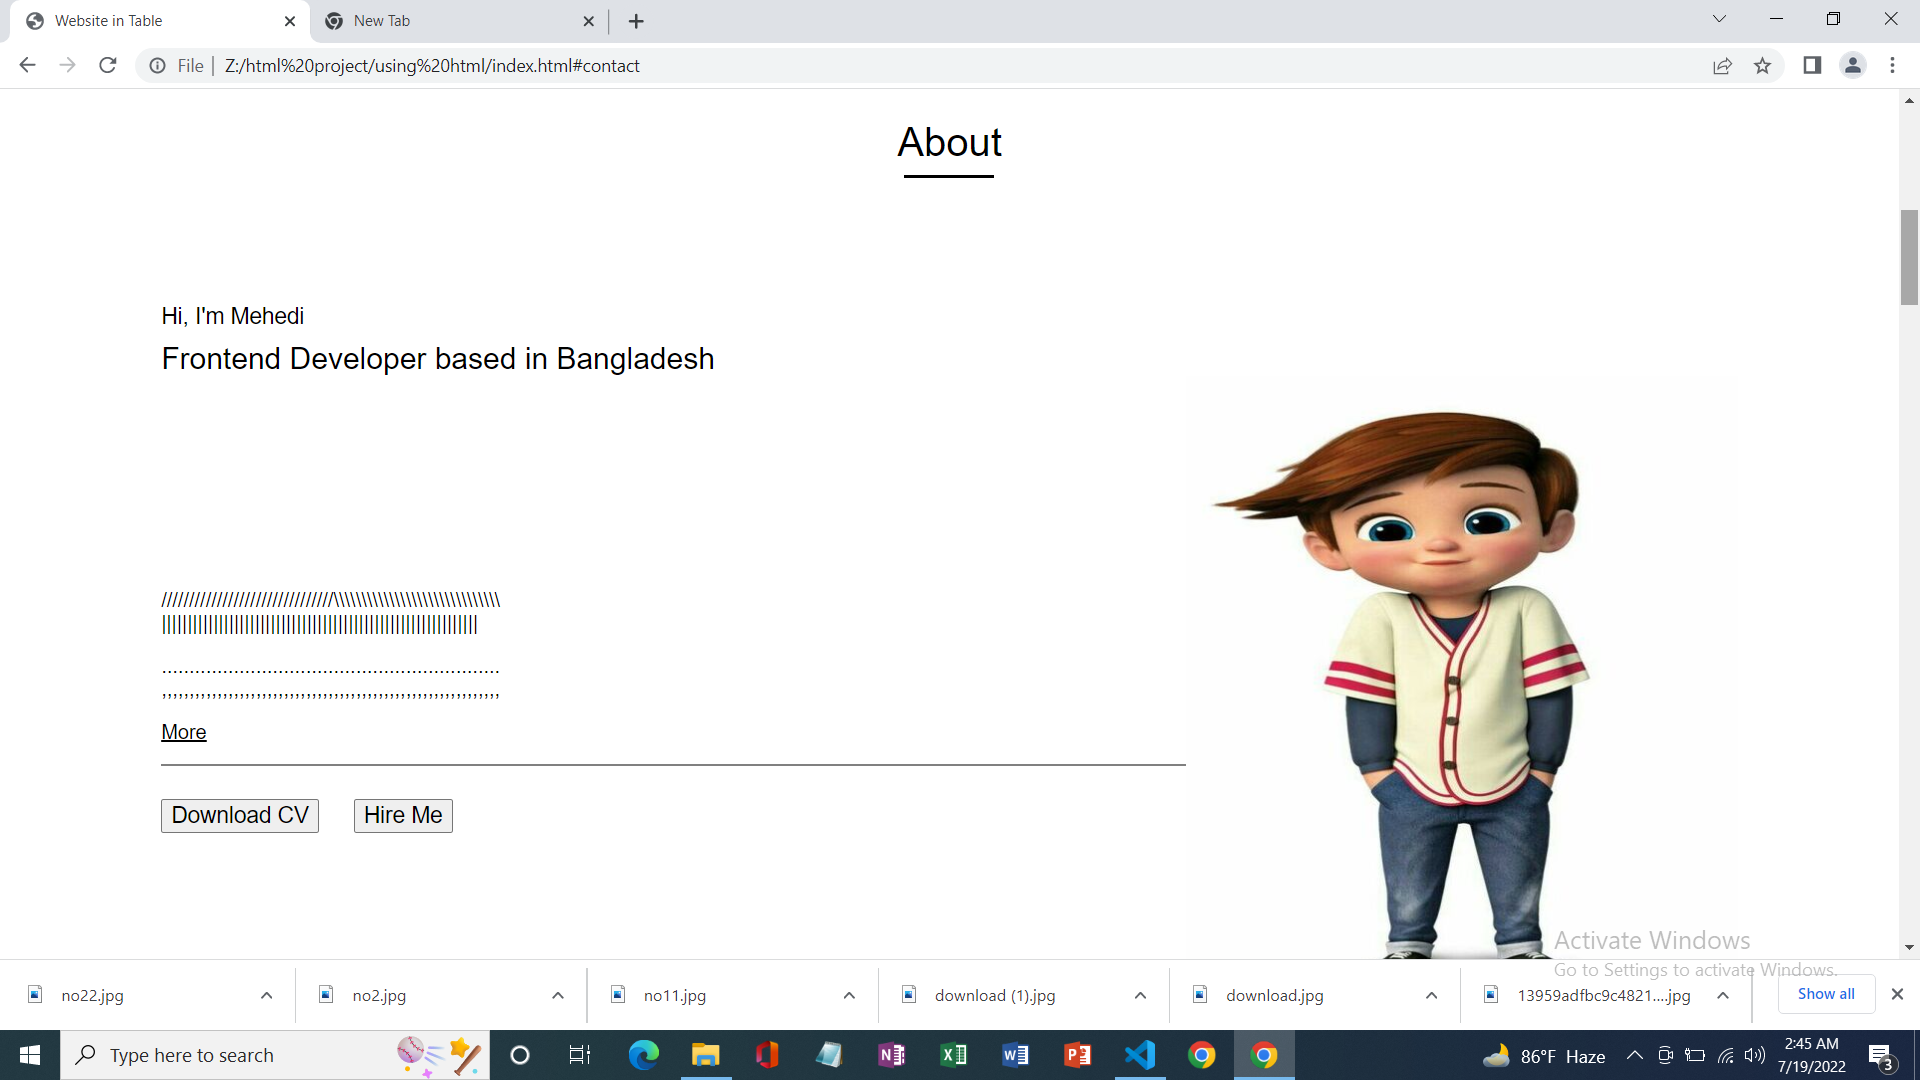 Website in Table
New Tab
File | Z:/html%20project/using%20html/index.html#contact
About
Hi, I'm Mehedi
Frontend Developer based in Bangladesh
///////////////////////////////\\\\\\\\\\\\\\\\\\\\\\\\\\\\\\
|||||||||||||||||||||||||||||||||||||||||||||||||||||||||||||
.............................................................
,,,,,,,,,,,,,,,,,,,,,,,,,,,,,,,,,,,,,,,,,,,,,,,,,,,,,,,,,,,,,
More
Download CV Hire Me
Activate Windows
Go to Settings to activate Windows.
no22.jpg no2.jpg no11.jpg download (1).jpg download.jpg 13959adfbc9c4821....jpg Show all
Type here to search
86°F Haze
2:45 AM
7/19/2022
3